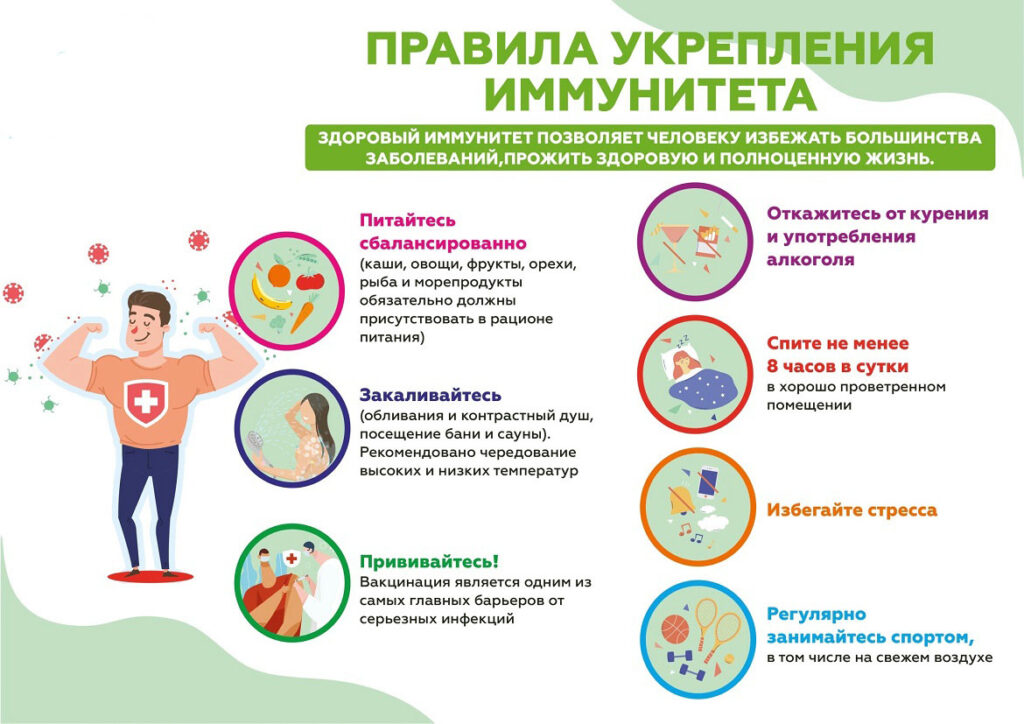 ПРАВИЛА УКРЕПЛЕНИЯ
ИММУНИТЕТА
ЗДОРОВЫЙ ИММУНИТЕТ ПОЗВОЛЯЕТ ЧЕЛОВЕКУ ИЗБЕЖАТЬ БОЛЬШИНСТВА
ЗАБОЛЕВАНИЙ,ПРОЖИТЬ ЗДОРОВУЮ И ПОЛНОЦЕННУЮ ЖИЗНЬ.
Питайтесь
сбалансированно
(каши, овощи, фрукты, орехи,
рыба и морепродукты
обязательно должны
присутствовать в рационе
питания)
Закаливайтесь
(обливания и контрастный душ,
посещение бани и сауны).
Рекомендовано чередование
высоких и низких температур
Прививайтесь!
Вакцинация является одним из
самых главных барьеров от
серьезных инфекций
Откажитесь от курения
и употребления
алкоголя
zzz
Спите не менее
8 часов в сутки
в хорошо проветренном
помещении
Избегайте стресса
Регулярно
занимайтесь спортом,
в том числе на свежем воздухе